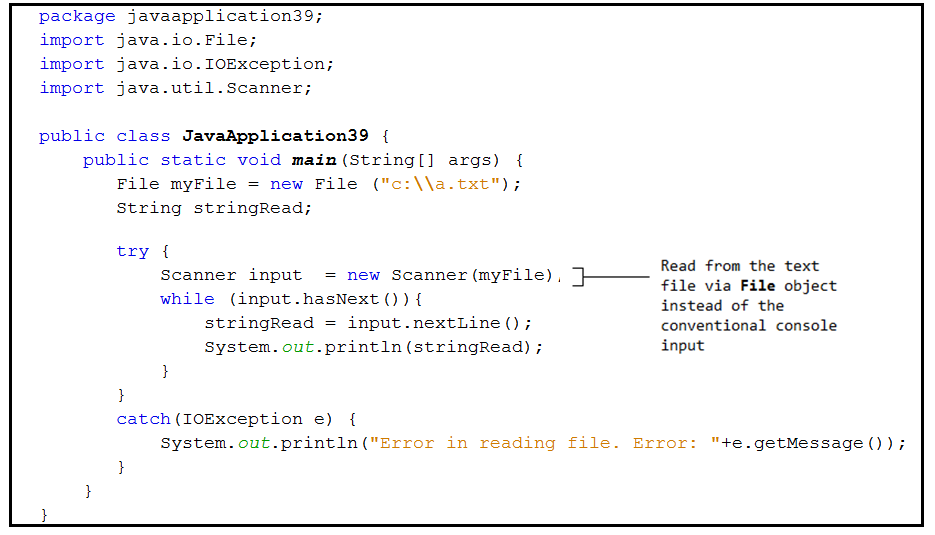 package javaapplication39;
import java.io.File;
import java.io.IOException;
import java.util.Scanner;
public class JavaApplication39 {
public static void main(String[] args) {
File myFile = new File ("c:\\a.txt");
String stringRead;
try {
Scanner input  = new Scanner(myFile),
while (input.hasNext()){
stringRead = input.nextLine();
System.out.println(stringRead);
}
}
catch(IOException e) {
System.out.println("Error in reading file. Error: "+e.getMessage());
}
}
}
Read from the text
file via File object
instead of the
conventional console
input